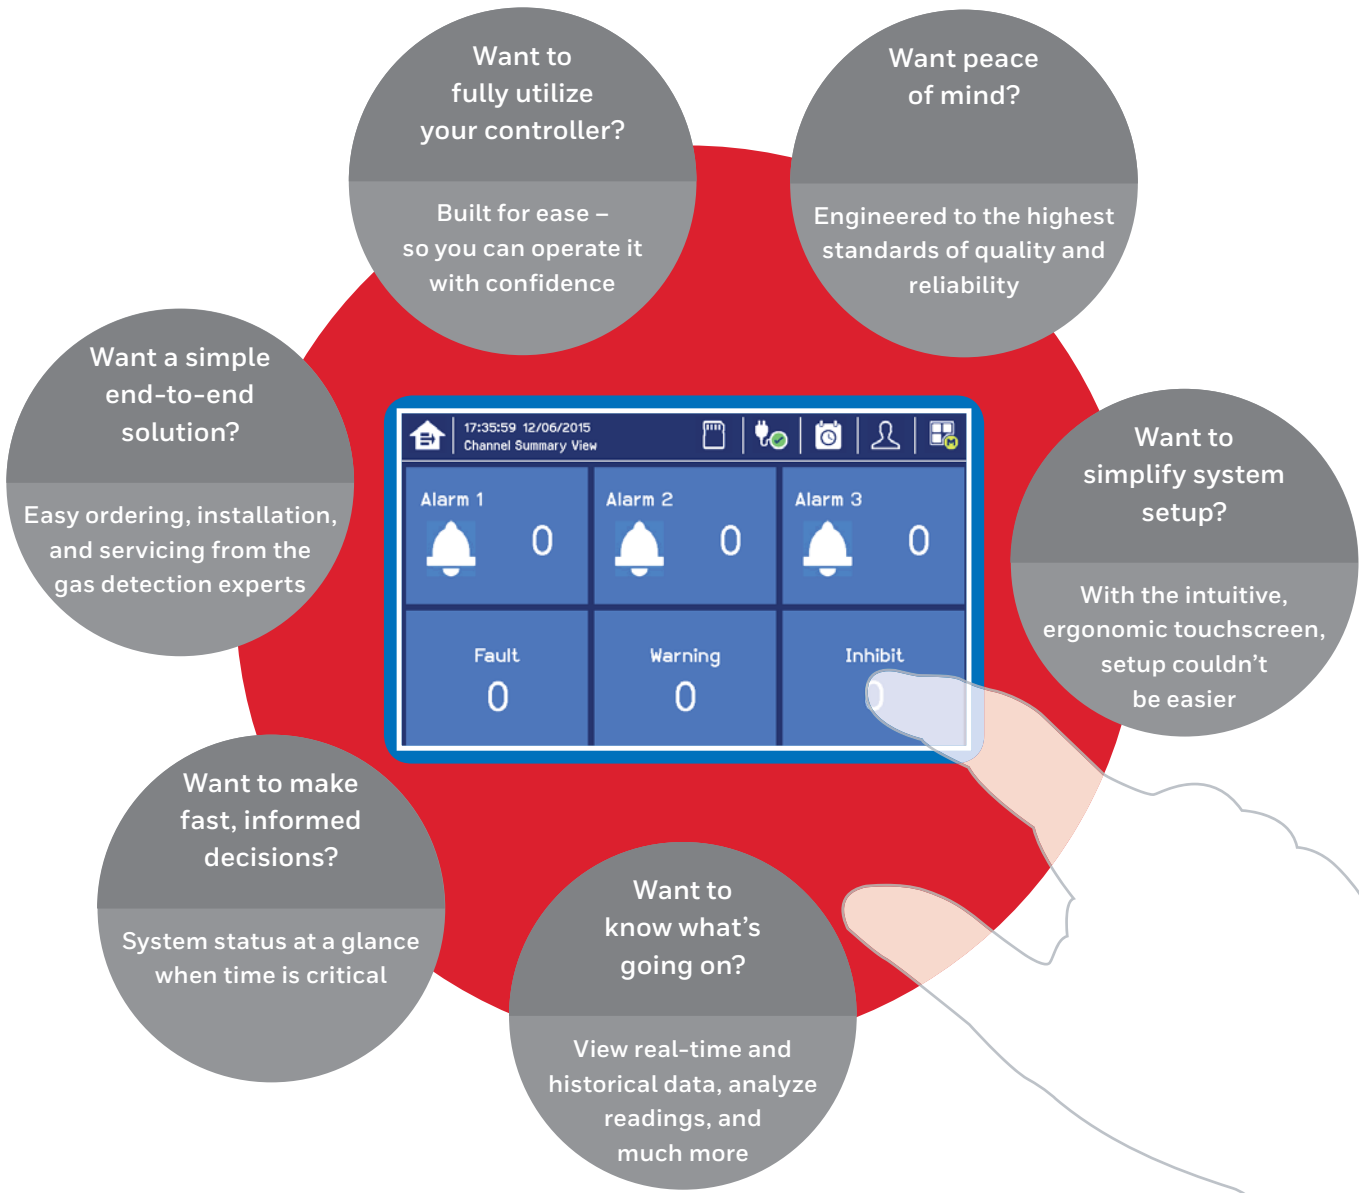 Want to
fully utilize
your controller?
Built for ease –
so you can operate it
with confidence
Want peace
of mind?
Engineered to the highest
standards of quality and
reliability
Want a simple
end-to-end
solution?
Easy ordering, installation,
and servicing from the
gas detection experts
17:35:59 12/06/2015
Channel Summary View
M
Alarm 1
0
Alarm 2
0
Alarm 3
0
Fault
0
Warning
0
Inhibit
0
Want to
simplify system
setup?
With the intuitive,
ergonomic touchscreen,
setup couldn't
be easier
Want to make
fast, informed
decisions?
System status at a glance
when time is critical
Want to
know what's
going on?
View real-time and
historical data, analyze
readings, and
much more